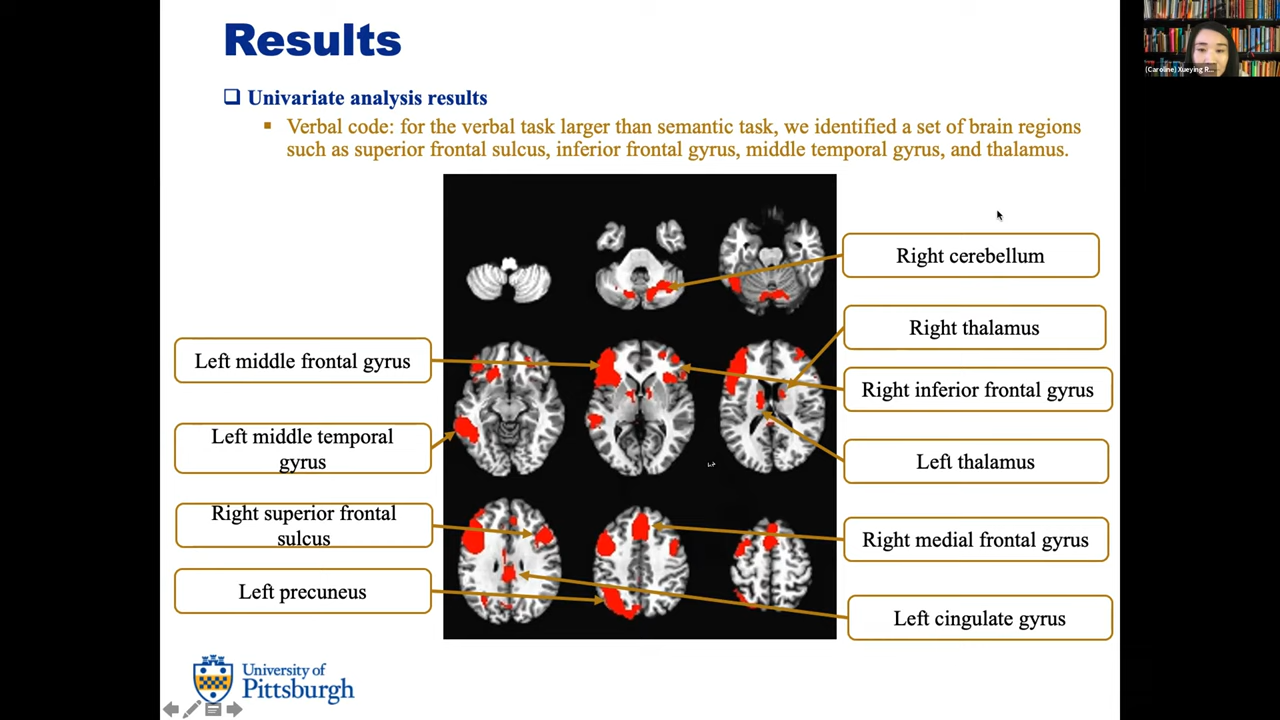 Results
(Caroline) Xueying R...
Univariate analysis results
Verbal code: for the verbal task larger than semantic task, we identified a set of brain regions
such as superior frontal sulcus, inferior frontal gyrus, middle temporal gyrus, and thalamus.
Right cerebellum
Right thalamus
Left middle frontal gyrus
Right inferior frontal gyrus
Left middle temporal
gyrus
Left thalamus
Right superior frontal
sulcus
Right medial frontal gyrus
Left precuneus
Left cingulate gyrus
University of
Pittsburgh